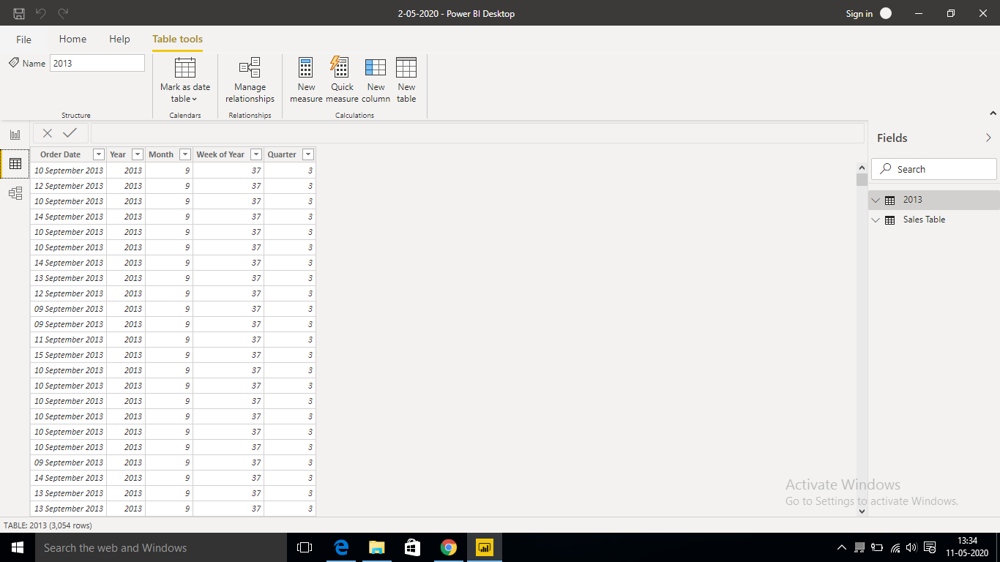 2-05-2020 - Power BI Desktop
Sign in
File Home Help Table tools
Name 2013
Mark as date
table
Manage
relationships
New
measure
Quick
measure
New
column
New
table
Structure
Calendars
Relationships
Calculations
Fields
Search
2013
Sales Table
Order Date Year Month Week of Year Quarter
10 September 2013 2013 9 37 3
12 September 2013 2013 9 37 3
10 September 2013 2013 9 37 3
14 September 2013 2013 9 37 3
10 September 2013 2013 9 37 3
10 September 2013 2013 9 37 3
14 September 2013 2013 9 37 3
13 September 2013 2013 9 37 3
12 September 2013 2013 9 37 3
09 September 2013 2013 9 37 3
09 September 2013 2013 9 37 3
11 September 2013 2013 9 37 3
15 September 2013 2013 9 37 3
10 September 2013 2013 9 37 3
10 September 2013 2013 9 37 3
10 September 2013 2013 9 37 3
10 September 2013 2013 9 37 3
10 September 2013 2013 9 37 3
10 September 2013 2013 9 37 3
09 September 2013 2013 9 37 3
14 September 2013 2013 9 37 3
13 September 2013 2013 9 37 3
13 September 2013 2013 9 37 3
Activate Windows
Go to Settings to activate Windows.
TABLE: 2013 (3,054 rows)
Search the web and Windows
13:34
11-05-2020